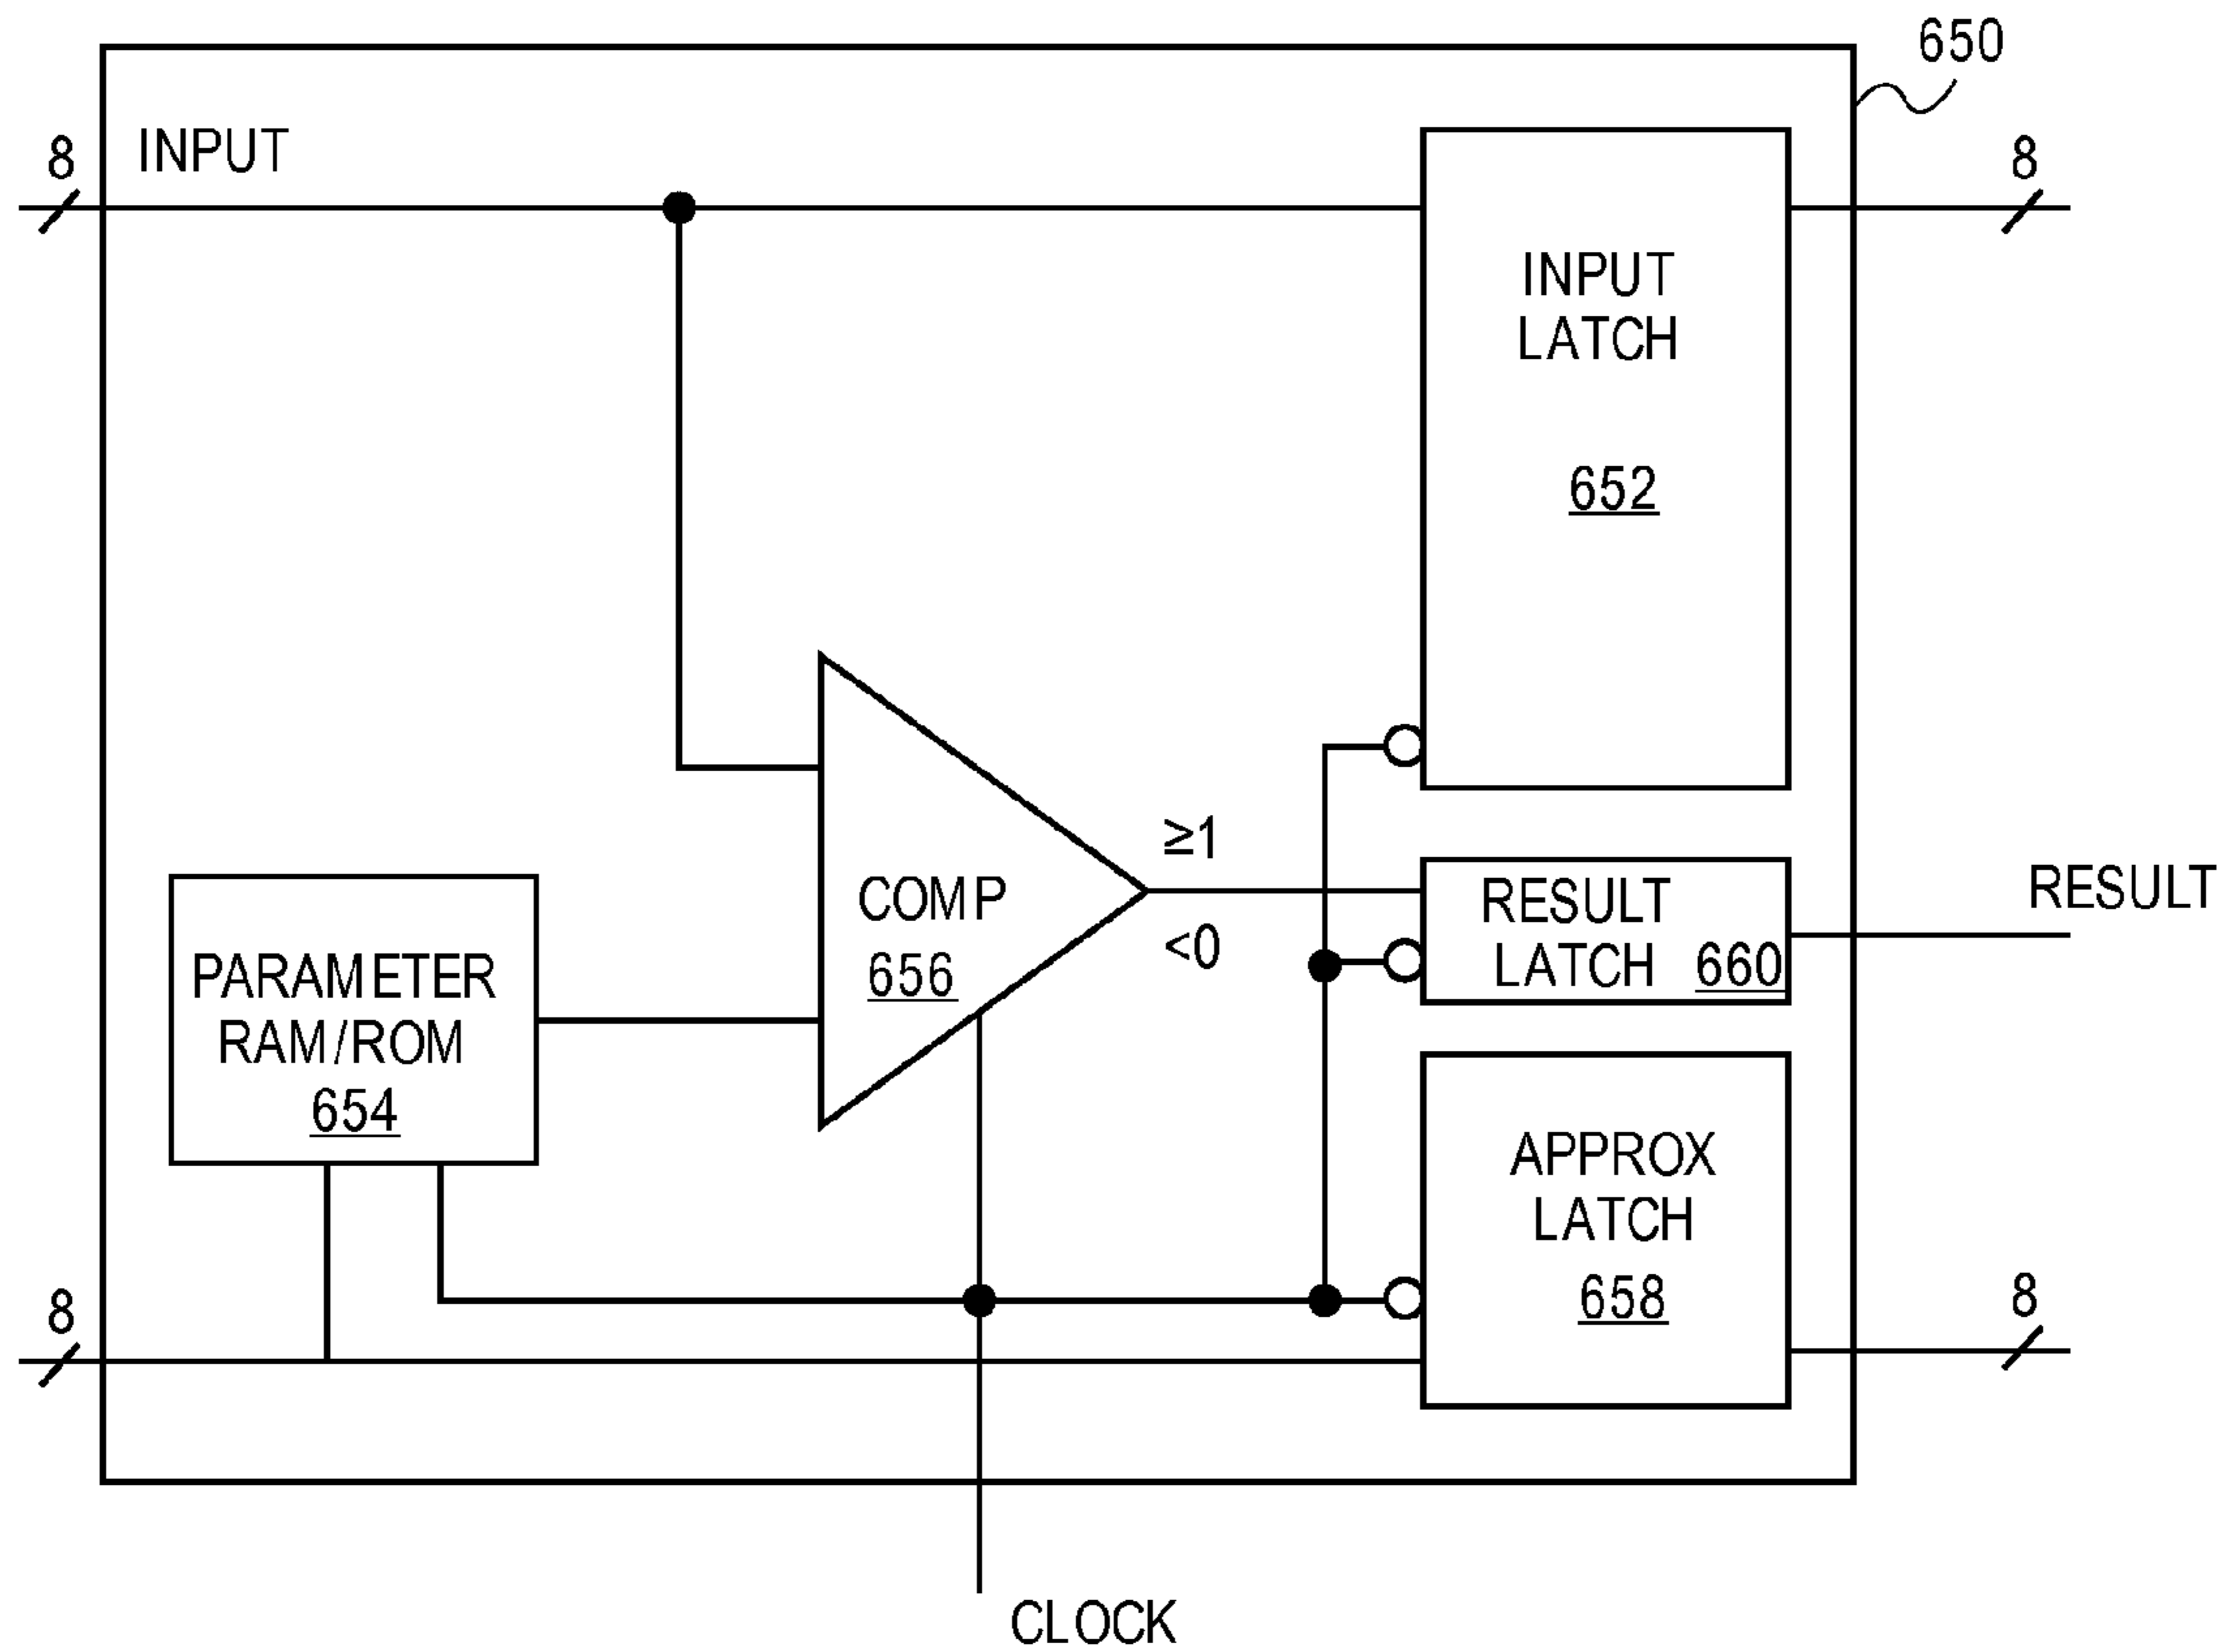 650
8
INPUT
8
INPUT
LATCH
652
≥1
COMP
656
<0
RESULT
LATCH 660
RESULT
PARAMETER
RAM/ROM
654
APPROX
LATCH
658
8
8
CLOCK